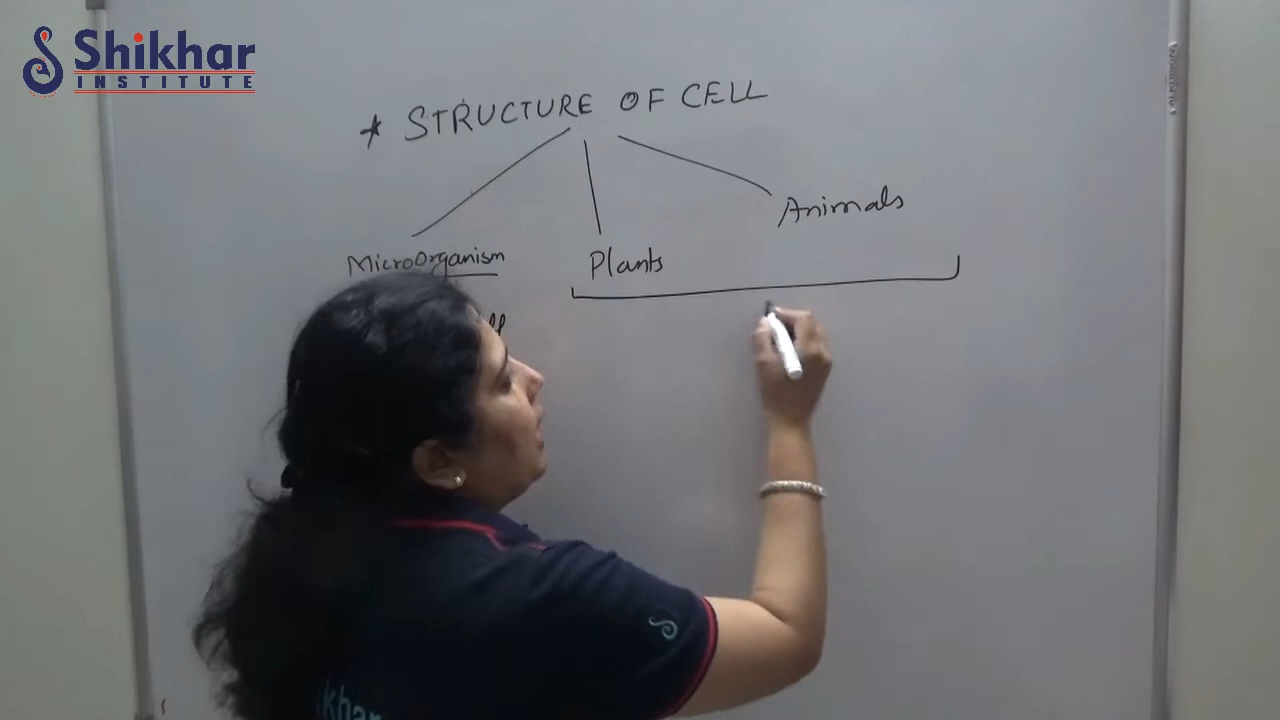 Shikhar
INSTITUTE
* STRUCTURE OF CELL
Animals
MicroOrganism
Plants